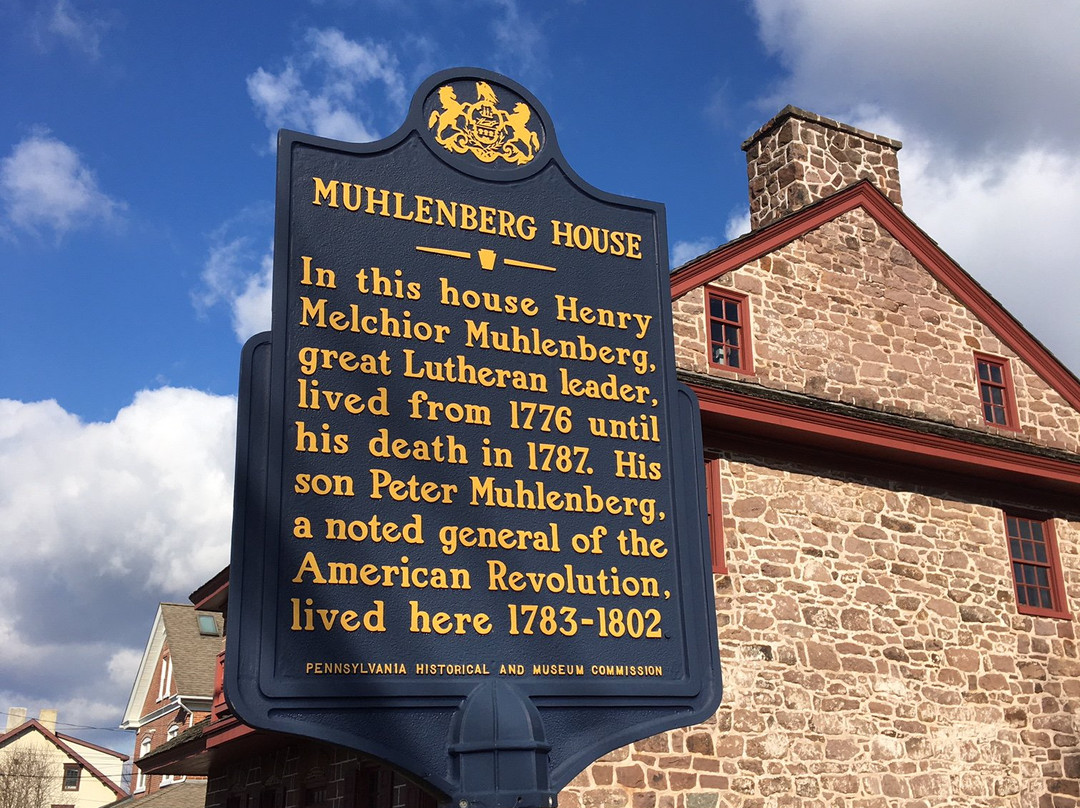 MUHLENBERG HOUSE
In this house Henry
Melchior Muhlenberg,
great Lutheran leader,
lived from 1776 until
his death in 1787. His
son Peter Muhlenberg,
a noted general of the
American Revolution,
lived here 1783-1802
PENNSYLVANIA HISTORICAL AND MUSEUM COMMISSION